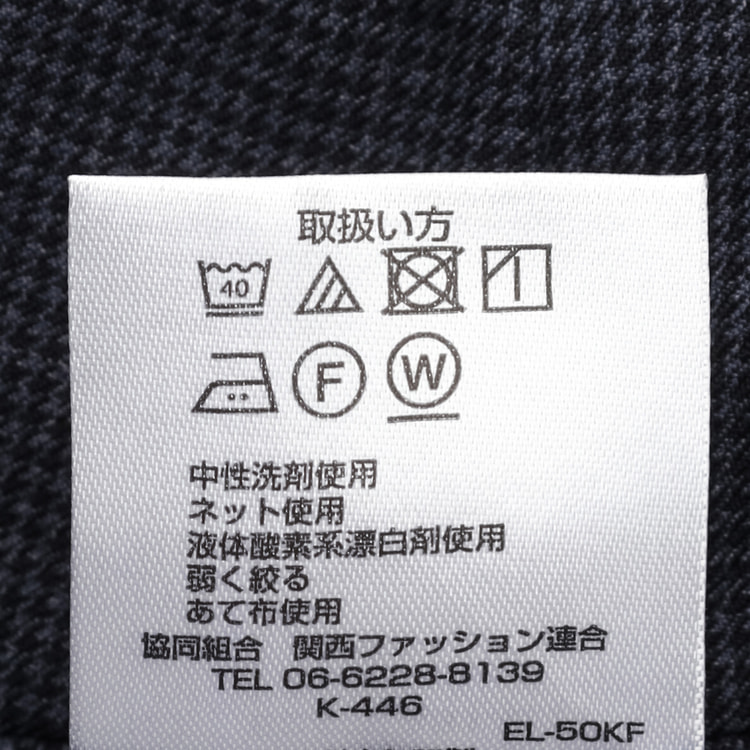 取扱い方
40
F W
中性洗剤使用
ネット使用
液体酸素系漂白剤使用
弱く絞る
あて布使用
協同組合 関西ファッション連合
TEL 06-6228-8139
K-446
EL-50KF